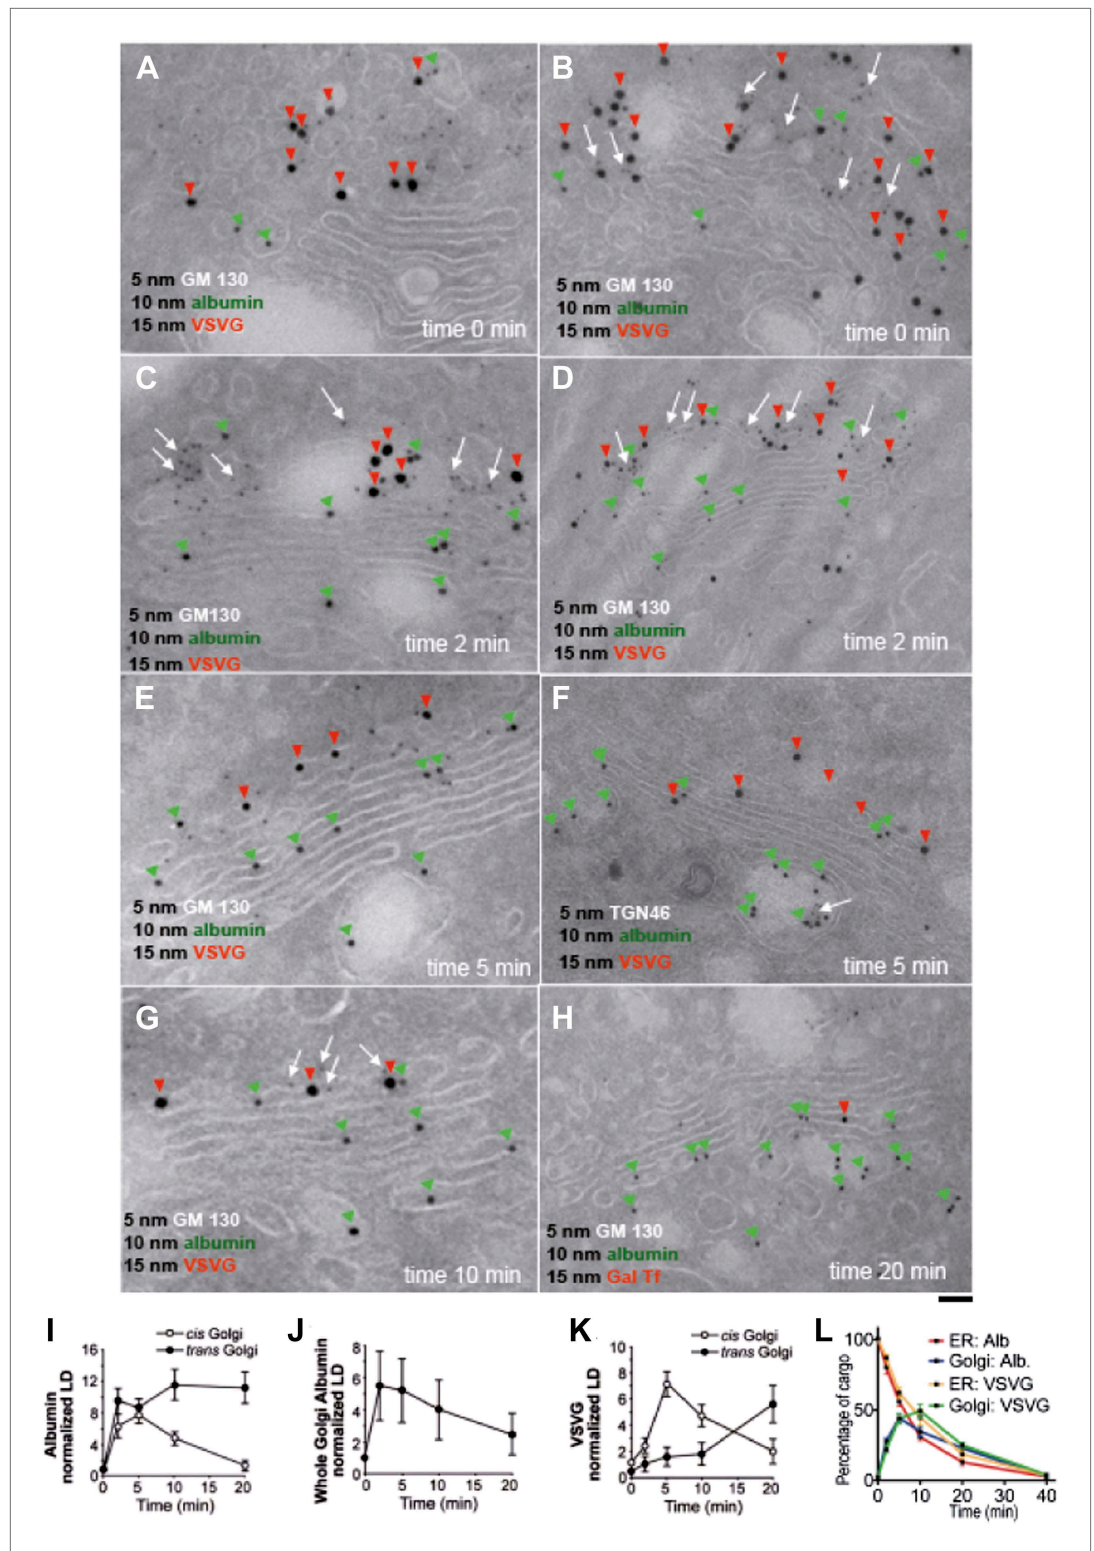 A
5 nm GM 130
10 nm albumin
15 nm VSVG
time 0 min
B
5 nm GM 130
10 nm albumin
15 nm VSVG
time 0 min
C
5 nm GM130
10 nm albumin
15 nm VSVG
time 2 min
D
5 nm GM 130
10 nm albumin
15 nm VSVG
time 2 min
E
5 nm GM 130
10 nm albumin
15 nm VSVG
time 5 min
F
5 nm TGN46
10 nm albumin
15 nm VSVG
time 5 min
G
5 nm GM 130
10 nm albumin
15 nm VSVG
time 10 min
H
5 nm GM 130
10 nm albumin
15 nm Gal Tf
time 20 min
I
cis Golgi
trans Golgi
Albumin
normalized LD
16
12
8
4
0
0 5 10 15 20
Time (min)
J
Whole Golgi Albumin
normalized LD
8
6
4
2
0
0 5 10 15 20
Time (min)
K
cis Golgi
trans Golgi
VSVG
normalized LD
10
8
6
4
2
0
0 5 10 15 20
Time (min)
L
ER: Alb
Golgi: Alb.
ER: VSVG
Golgi: VSVG
Percentage of cargo
100
50
0
0 10 20 30 40
Time (min)